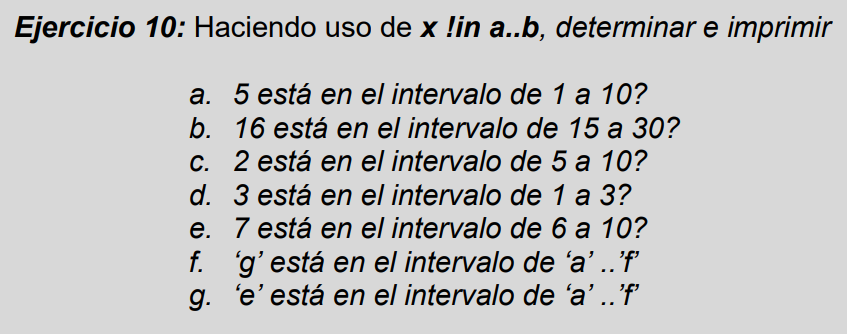 Ejercicio 10: Haciendo uso de x !in a..b, determinar e imprimir
a. 5 está en el intervalo de 1 a 10?
b. 16 está en el intervalo de 15 a 30?
c. 2 está en el intervalo de 5 a 10?
d. 3 está en el intervalo de 1 a 3?
e. 7 está en el intervalo de 6 a 10?
f. ‘g’ está en el intervalo de ‘a’ ..’f’
g. ‘e’ está en el intervalo de ‘a’ ..’f’